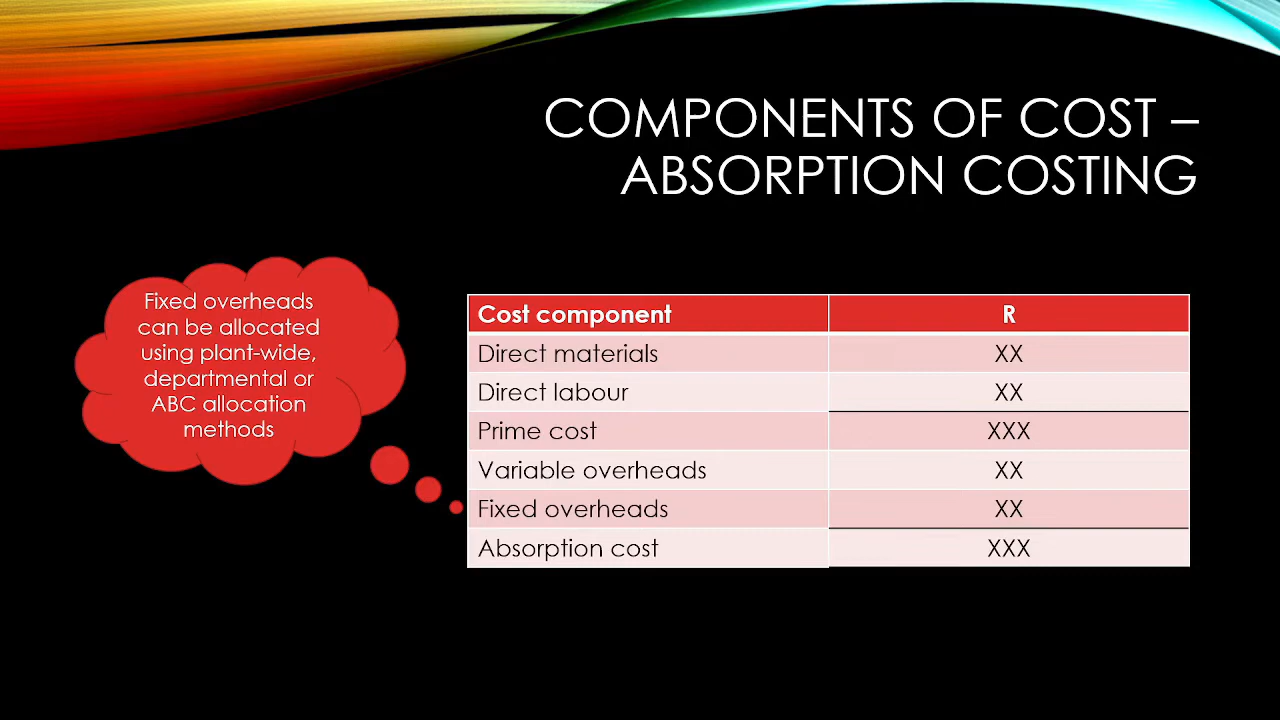 COMPONENTS OF COST –
ABSORPTION COSTING
Fixed overheads
can be allocated
using plant-wide,
departmental or
ABC allocation
methods
Cost component R
Direct materials XX
Direct labour XX
Prime cost XXX
Variable overheads XX
Fixed overheads XX
Absorption cost XXX